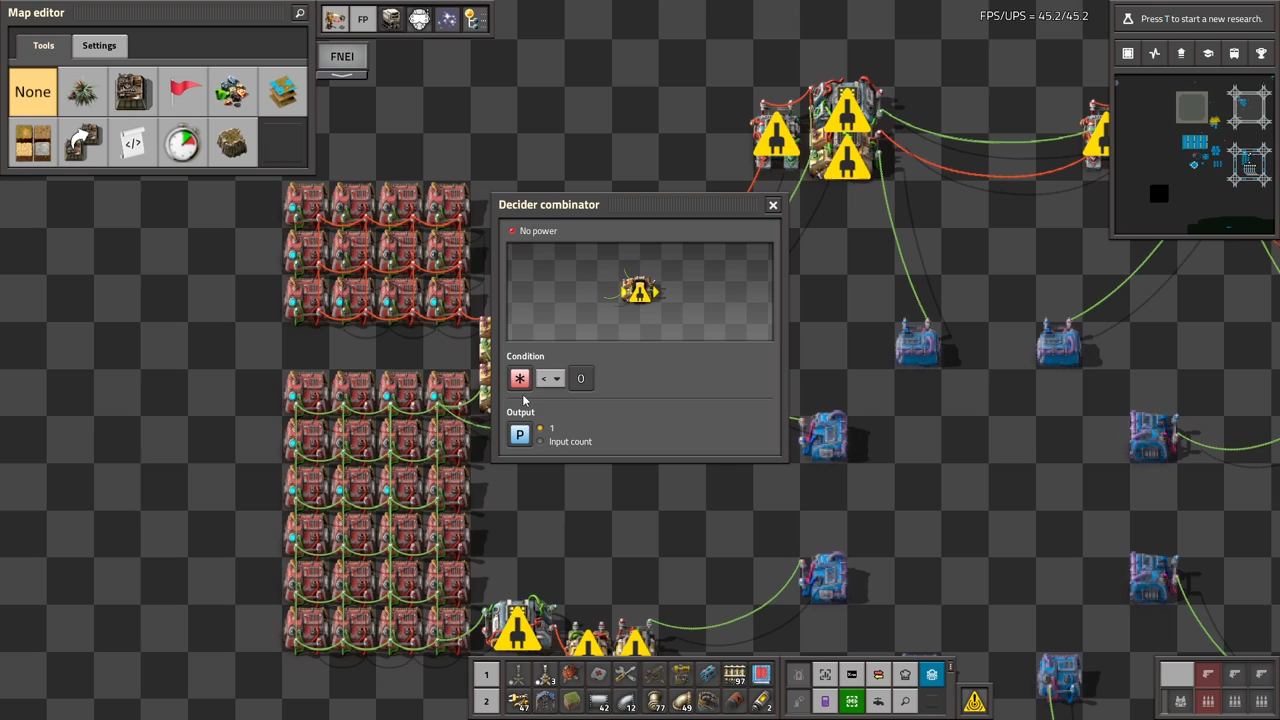 Map editor
Tools
Settings
None
</>
FP
FNEI
FPS/UPS = 45.2/45.2
Press T to start a new research.
Decider combinator
No power
Condition
* < 0
Output
P
1
Input count
1
3
97
2
47
42
12
77
49
2